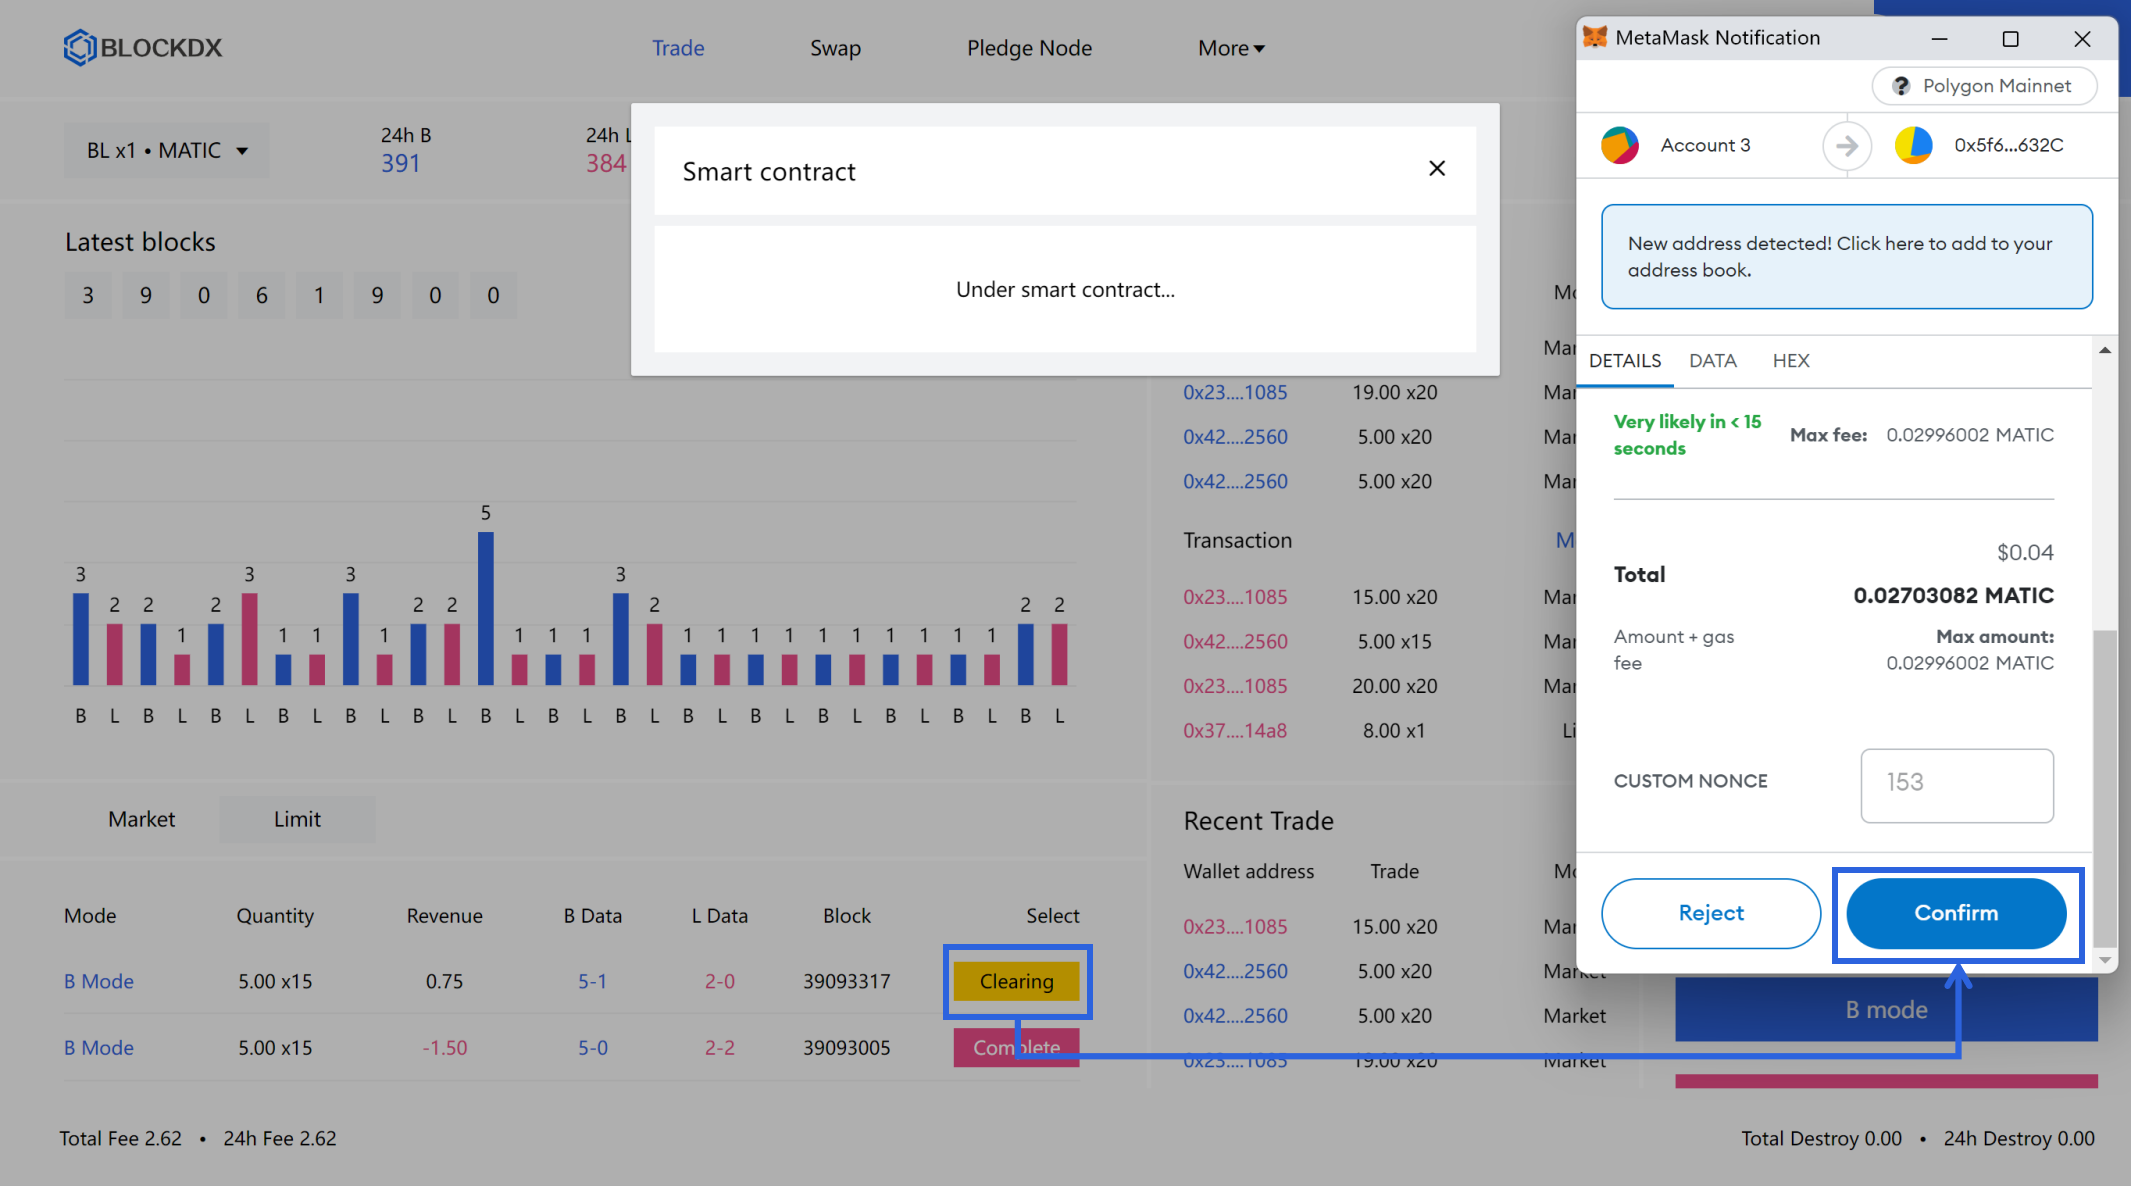 BLOCKDX
Trade
Swap
Pledge Node
More
BL x1 • MATIC
24h B
391
24h L
384
Smart contract
Under smart contract...
Latest blocks
3 9 0 6 1 9 0 0
3 2 2 1 2 3 1 1 3 1 2 2 5 1 1 1 3 2 1 1 1 1 1 1 1 1 1 1 2 2
B L B L B L B L B L B L B L B L B L B L B L B L B L B L B L
Market
Limit
Mode Quantity Revenue B Data L Data Block Select
B Mode 5.00 x15 0.75 5-1 2-0 39093317 Clearing
B Mode 5.00 x15 -1.50 5-0 2-2 39093005 Complete
Total Fee 2.62 • 24h Fee 2.62
0x23....1085 19.00 x20
0x42....2560 5.00 x20
0x42....2560 5.00 x20
Transaction
0x23....1085 15.00 x20
0x42....2560 5.00 x15
0x23....1085 20.00 x20
0x37....14a8 8.00 x1
Recent Trade
Wallet address Trade
0x23....1085 15.00 x20
0x42....2560 5.00 x20 Market
0x42....2560 5.00 x20 Market
0x23....1085 19.00 x20 Market
MetaMask Notification
Polygon Mainnet
Account 3
0x5f6...632C
New address detected! Click here to add to your
address book.
DETAILS DATA HEX
Very likely in < 15
seconds
Max fee: 0.02996002 MATIC
$0.04
Total
0.02703082 MATIC
Amount + gas
fee
Max amount:
0.02996002 MATIC
CUSTOM NONCE
153
Reject
Confirm
B mode
Total Destroy 0.00 • 24h Destroy 0.00